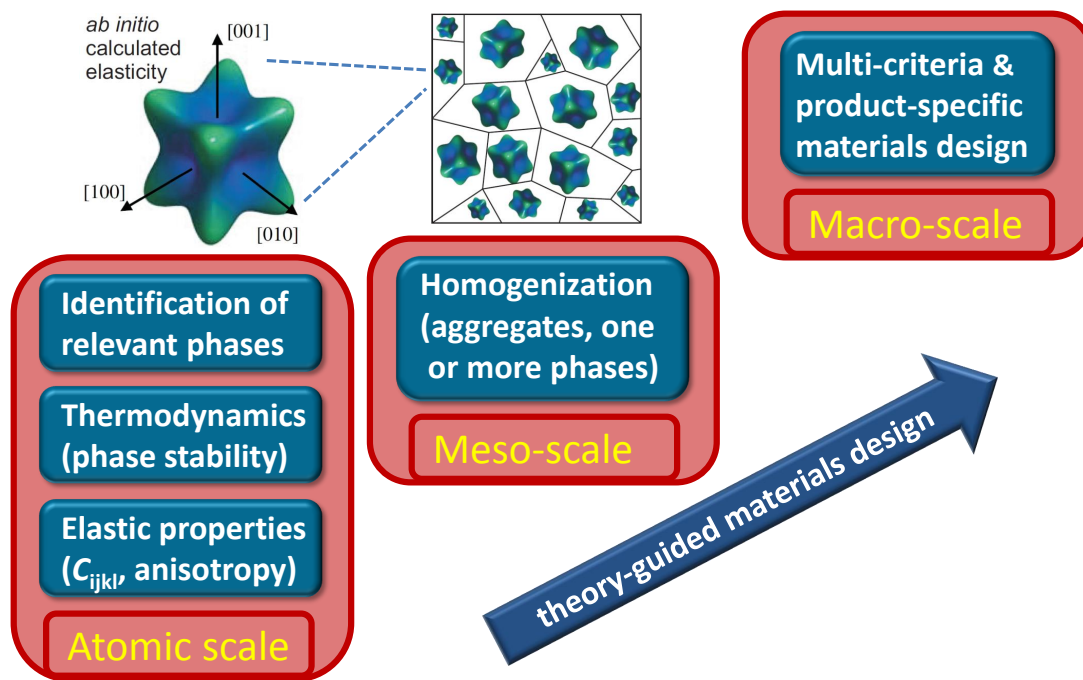 ab initio
calculated
elasticity
[001]
[100]
[010]
Identification of
relevant phases
Thermodynamics
(phase stability)
Elastic properties
(Cijkl, anisotropy)
Atomic scale
Homogenization
(aggregates, one
or more phases)
Meso-scale
Multi-criteria &
product-specific
materials design
Macro-scale
theory-guided materials design